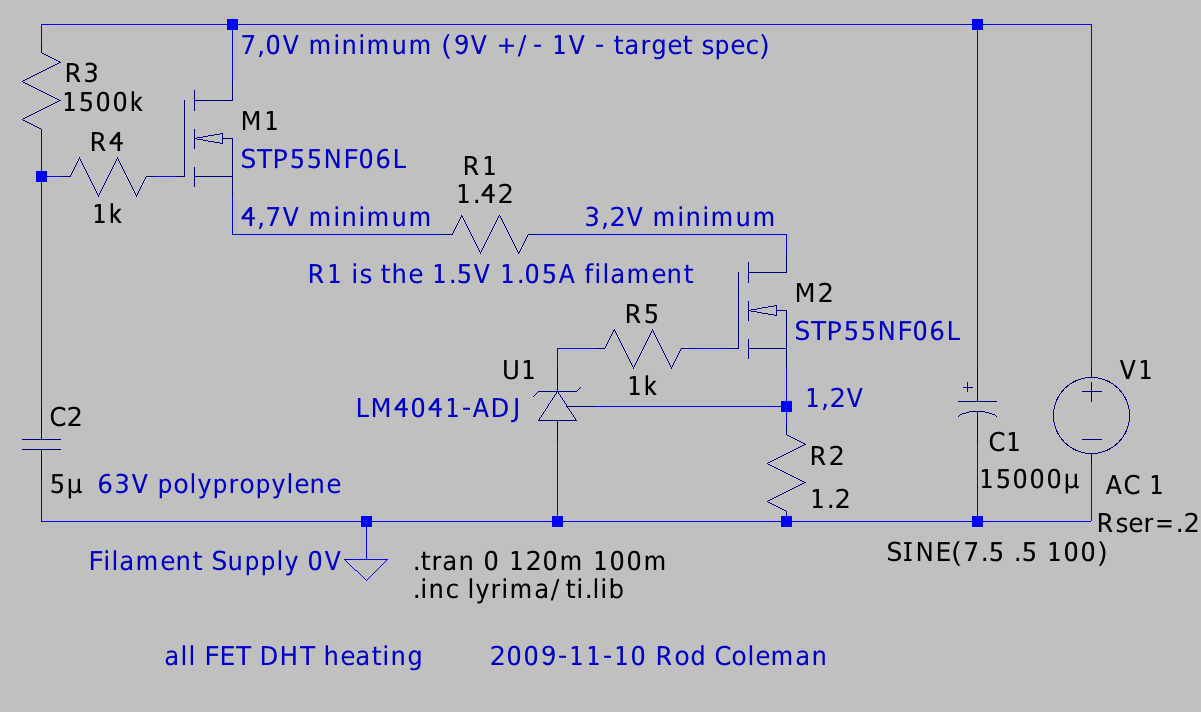 7,0V minimum (9V +/- 1V - target spec)
R3
1500k
M1
R4
STP55NF06L
R1
1.42
1k
4,7V minimum
3,2V minimum
R1 is the 1.5V 1.05A filament
M2
R5
STP55NF06L
U1
V1
1k
+
1,2V
LM4041-ADJ
C2
C1
R2
15000µ
5µ 63V polypropylene
AC 1
1.2
Rser=.2
SINE(7.5 .5 100)
Filament Supply 0V
.tran 0 120m 100m
.inc lyrima/ti.lib
all FET DHT heating
2009-11-10 Rod Coleman